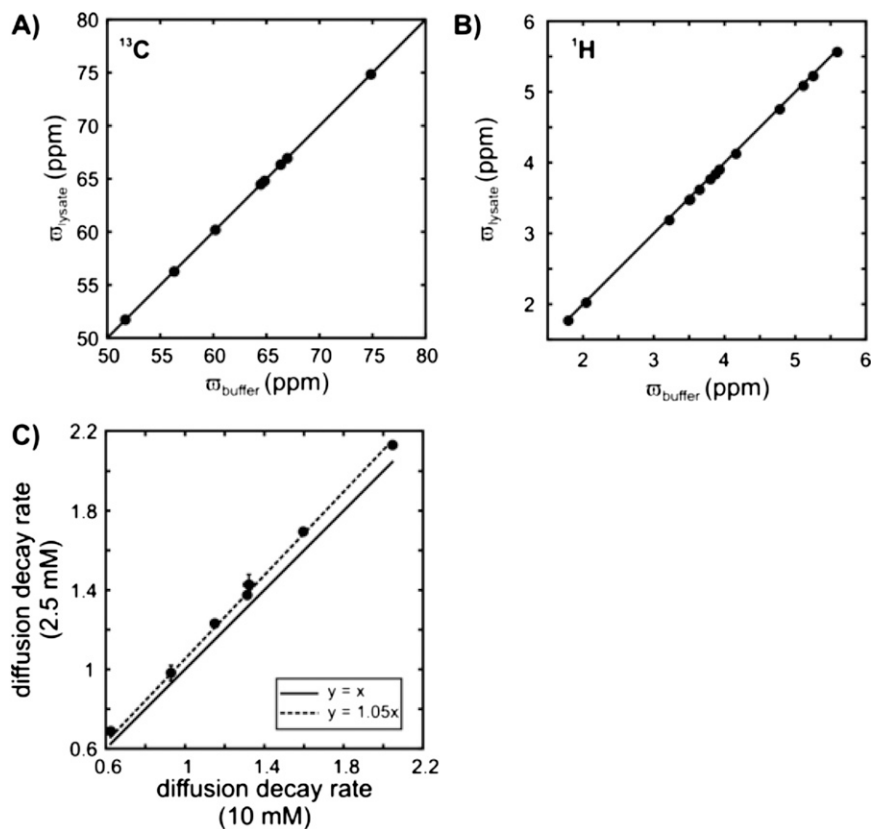 A)
¹³C
80
75
70
65
60
55
50
ϖlysate (ppm)
50 55 60 65 70 75 80
ϖbuffer (ppm)
B)
¹H
6
5
4
3
2
ϖlysate (ppm)
2 3 4 5 6
ϖbuffer (ppm)
C)
2.2
1.8
1.4
1
0.6
diffusion decay rate
(2.5 mM)
y = x
y = 1.05x
0.6 1 1.4 1.8 2.2
diffusion decay rate
(10 mM)